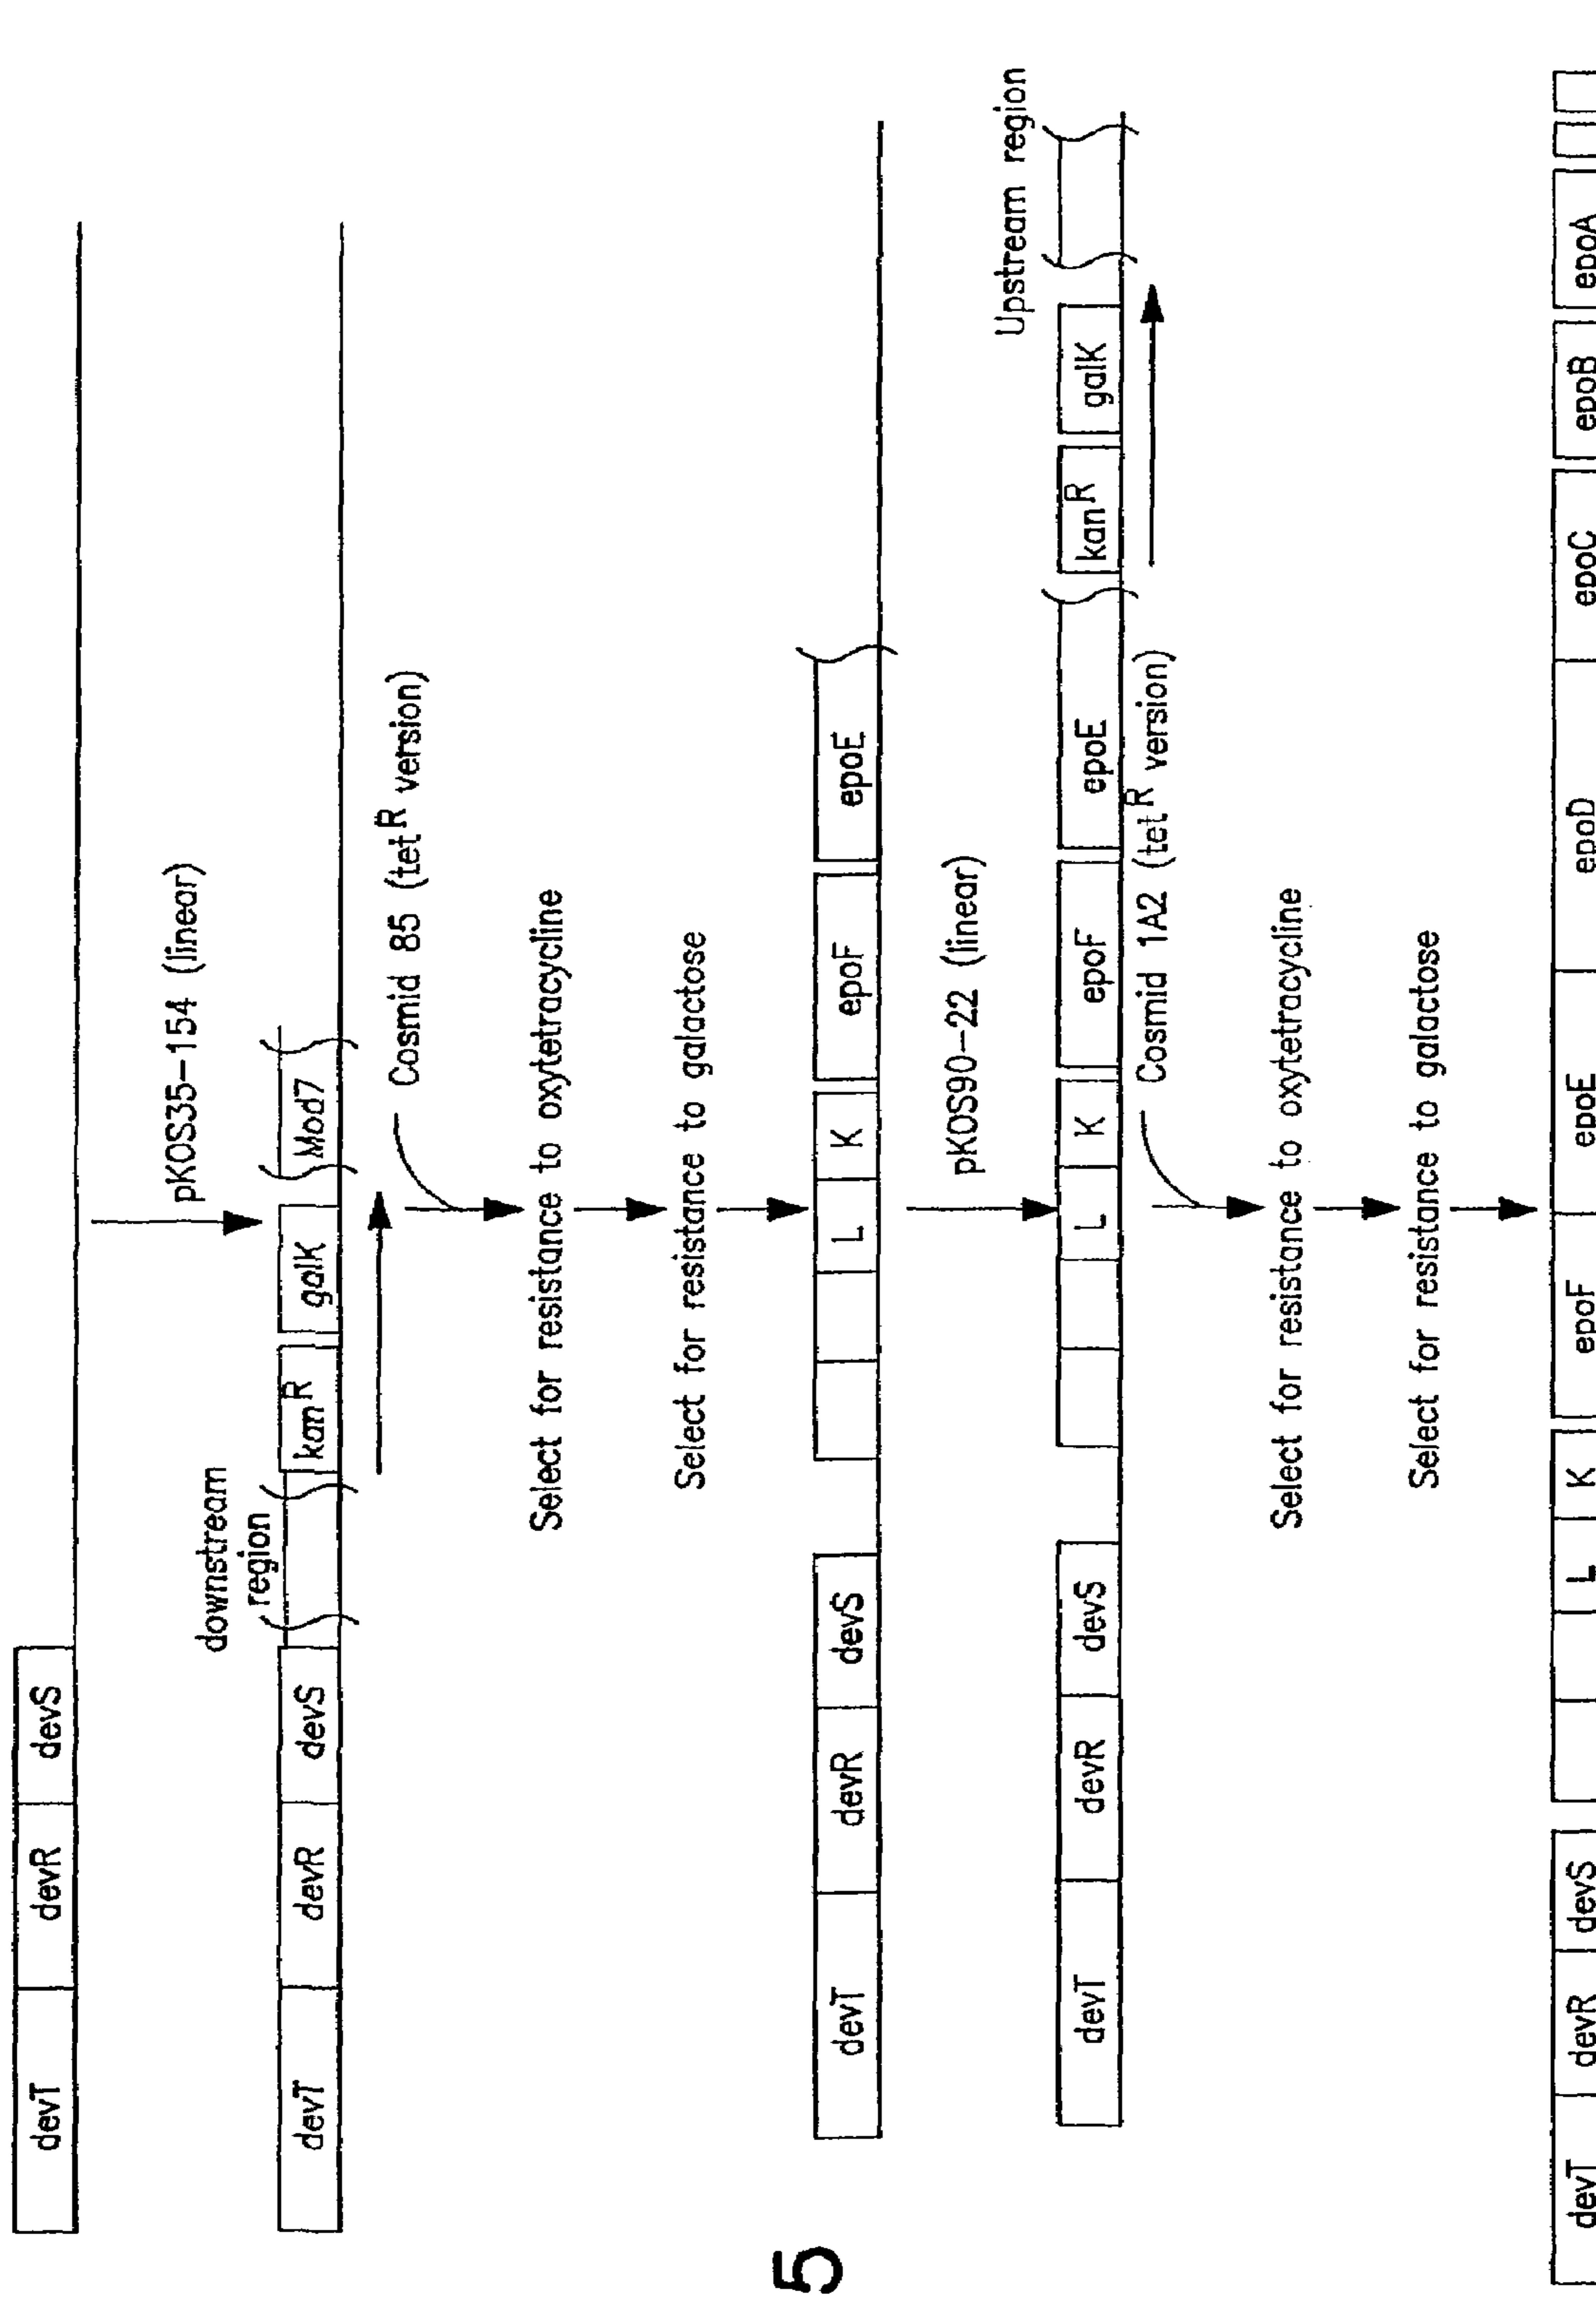 devT devR devS
pKOS35-154 (linear)
downstream
region
devT devR devS kanR galK Mod7
Cosmid 85 (tetR version)
Select for resistance to oxytetracycline
Select for resistance to galactose
5
devT devR devS L K epoF epoE
pKOS90-22 (linear)
Upstream region
devT devR devS L K epoF epoE kanR galK
Cosmid 1A2 (tetR version)
Select for resistance to oxytetracycline
Select for resistance to galactose
devT devR devS L K epoF epoE epoD epoC epoB epoA